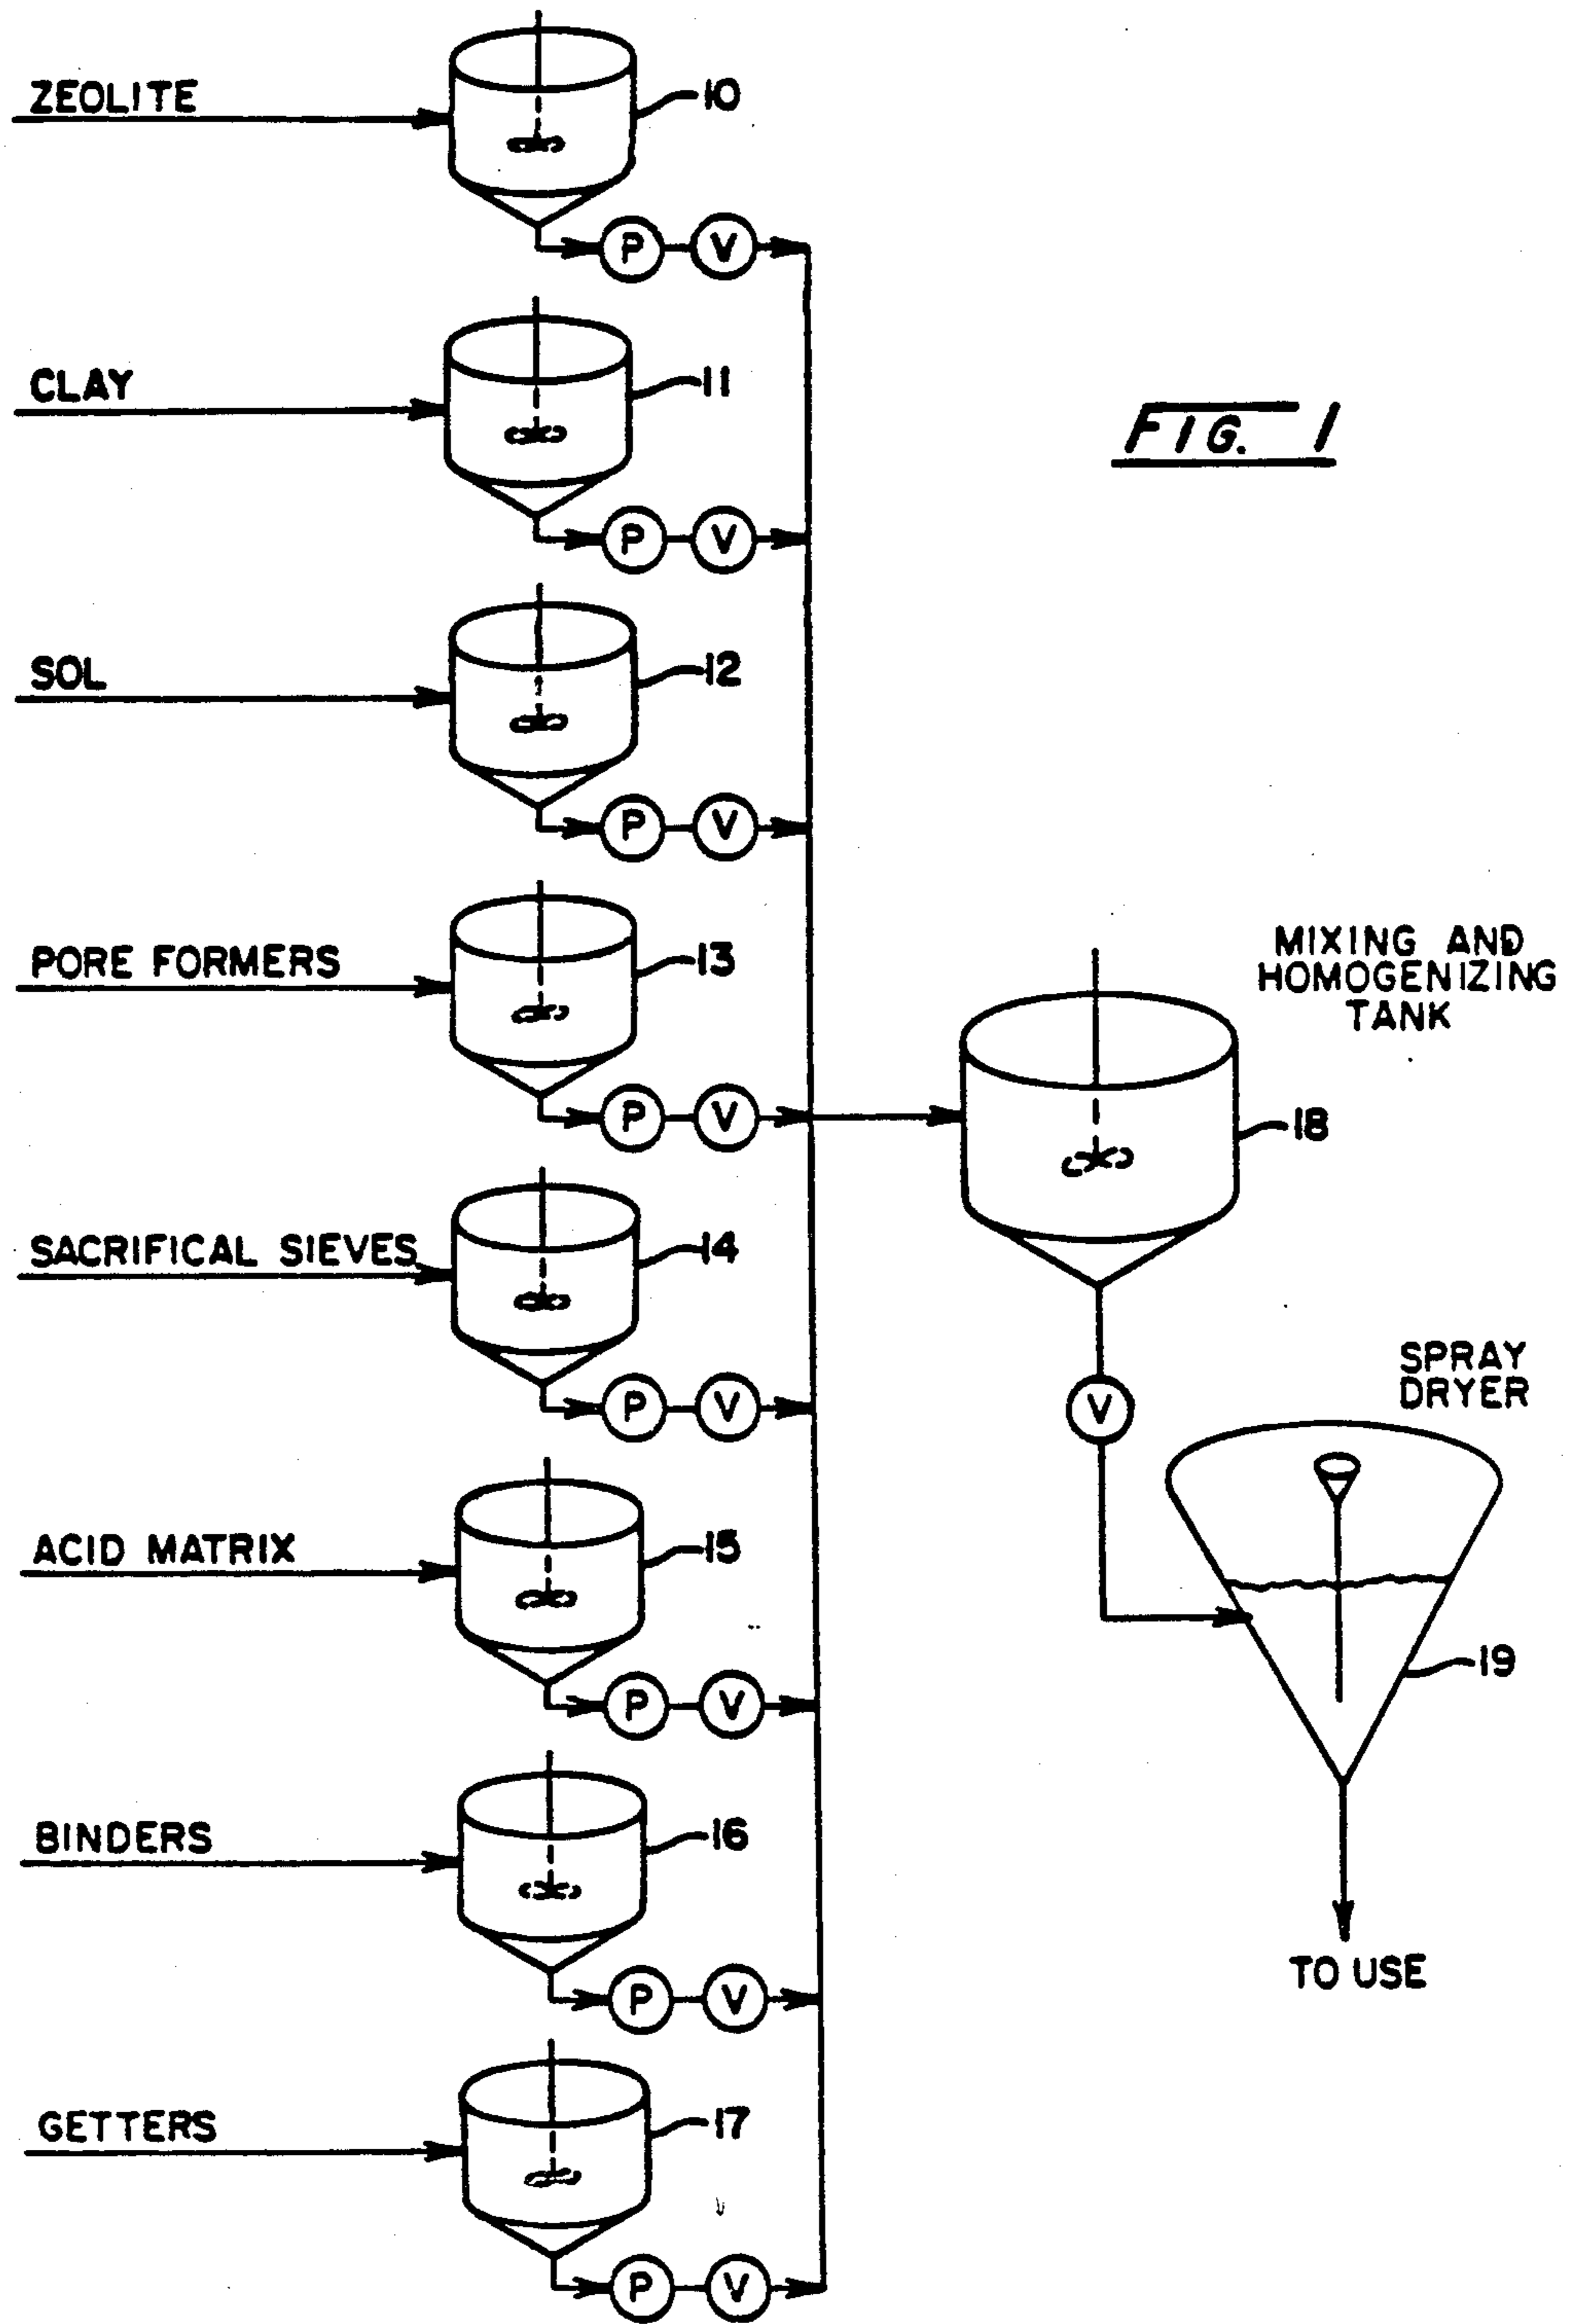 ZEOLITE
10
P
V
CLAY
11
P
V
FIG. 1
SOL
12
P
V
PORE FORMERS
13
P
V
MIXING AND
HOMOGENIZING
TANK
18
SACRIFICAL SIEVES
14
P
V
V
SPRAY
DRYER
ACID MATRIX
15
P
V
19
BINDERS
16
P
V
TO USE
GETTERS
17
P
V